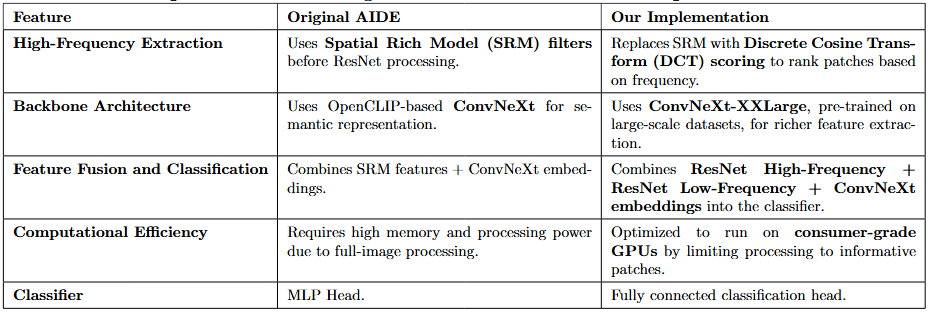 Feature Original AIDE Our Implementation
High-Frequency Extraction
Uses Spatial Rich Model (SRM) filters
before ResNet processing.
Replaces SRM with Discrete Cosine Trans-
form (DCT) scoring to rank patches based
on frequency.
Backbone Architecture
Uses OpenCLIP-based ConvNeXt for se-
mantic representation.
Uses ConvNeXt-XXLarge, pre-trained on
large-scale datasets, for richer feature extrac-
tion.
Feature Fusion and Classification
Combines SRM features + ConvNeXt embed-
dings.
Combines ResNet High-Frequency +
ResNet Low-Frequency + ConvNeXt
embeddings into the classifier.
Computational Efficiency
Requires high memory and processing power
due to full-image processing.
Optimized to run on consumer-grade
GPUs by limiting processing to informative
patches.
Classifier
MLP Head.
Fully connected classification head.